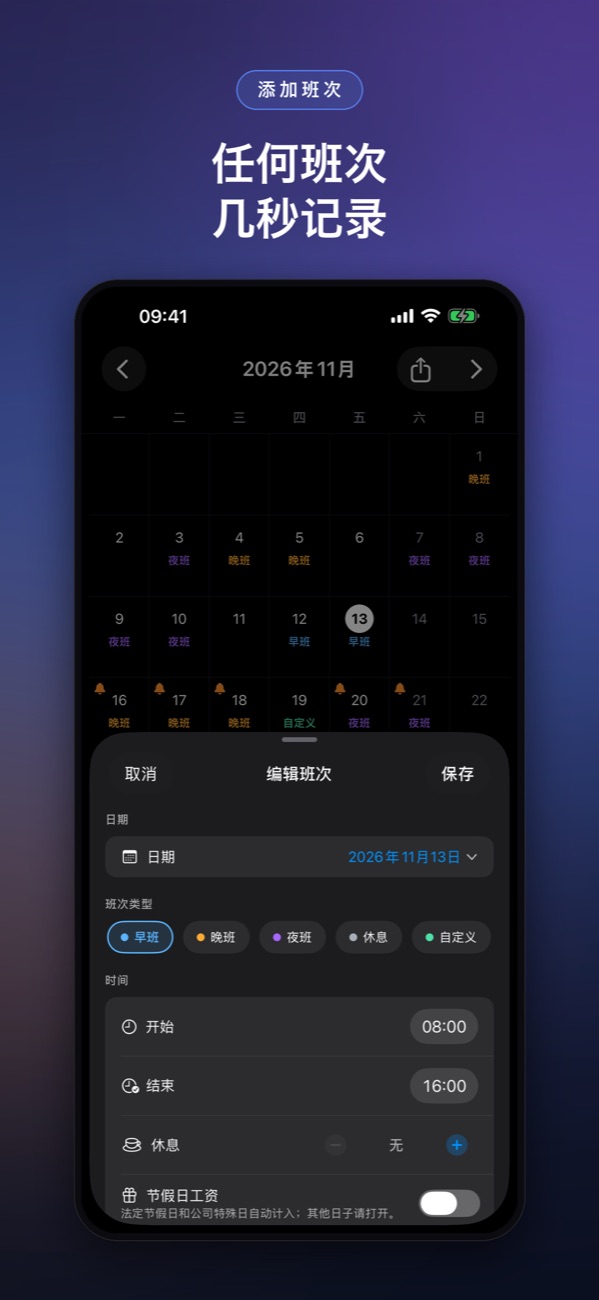 添加班次
任何班次
几秒记录
09:41
2026年11月
一 二 三 四 五 六 日
1
晚班
2 3 4 5 6 7 8
夜班 晚班 晚班 夜班 夜班
9 10 11 12 13 14 15
夜班 夜班 早班 早班
16 17 18 19 20 21 22
晚班 晚班 晚班 自定义 夜班 夜班
取消 编辑班次 保存
日期
日期 2026年11月13日
班次类型
早班 晚班 夜班 休息 自定义
时间
开始 08:00
结束 16:00
休息 − 无 +
节假日工资
法定节假日和公司特殊日自动计入；其他日子请打开。